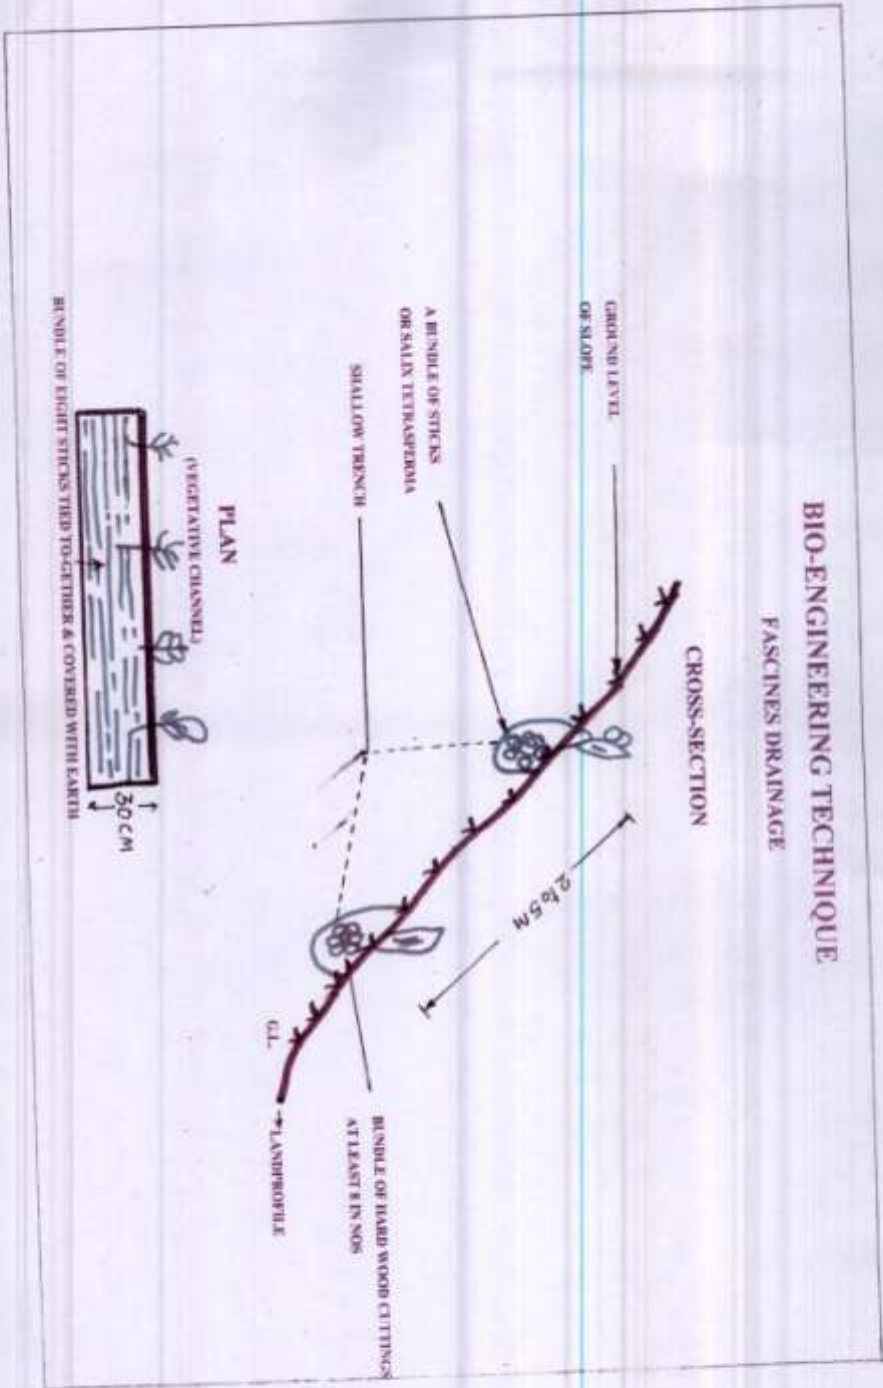 BIO-ENGINEERING TECHNIQUE
FASCINES DRAINAGE
CROSS-SECTION
GROUND LEVEL
OF SLOPE
2 to 5 M
A BUNDLE OF STICKS
OR SALIX TETRASPERMA
SHALLOW TRENCH
BUNDLE OF HARD WOOD CUTTINGS
AT LEAST 8 IN NOS
G.L.
LANDPROFILE
PLAN
(VEGETATIVE CHANNEL)
30 CM
BUNDLE OF EIGHT STICKS TIED TO-GETHER & COVERED WITH EARTH